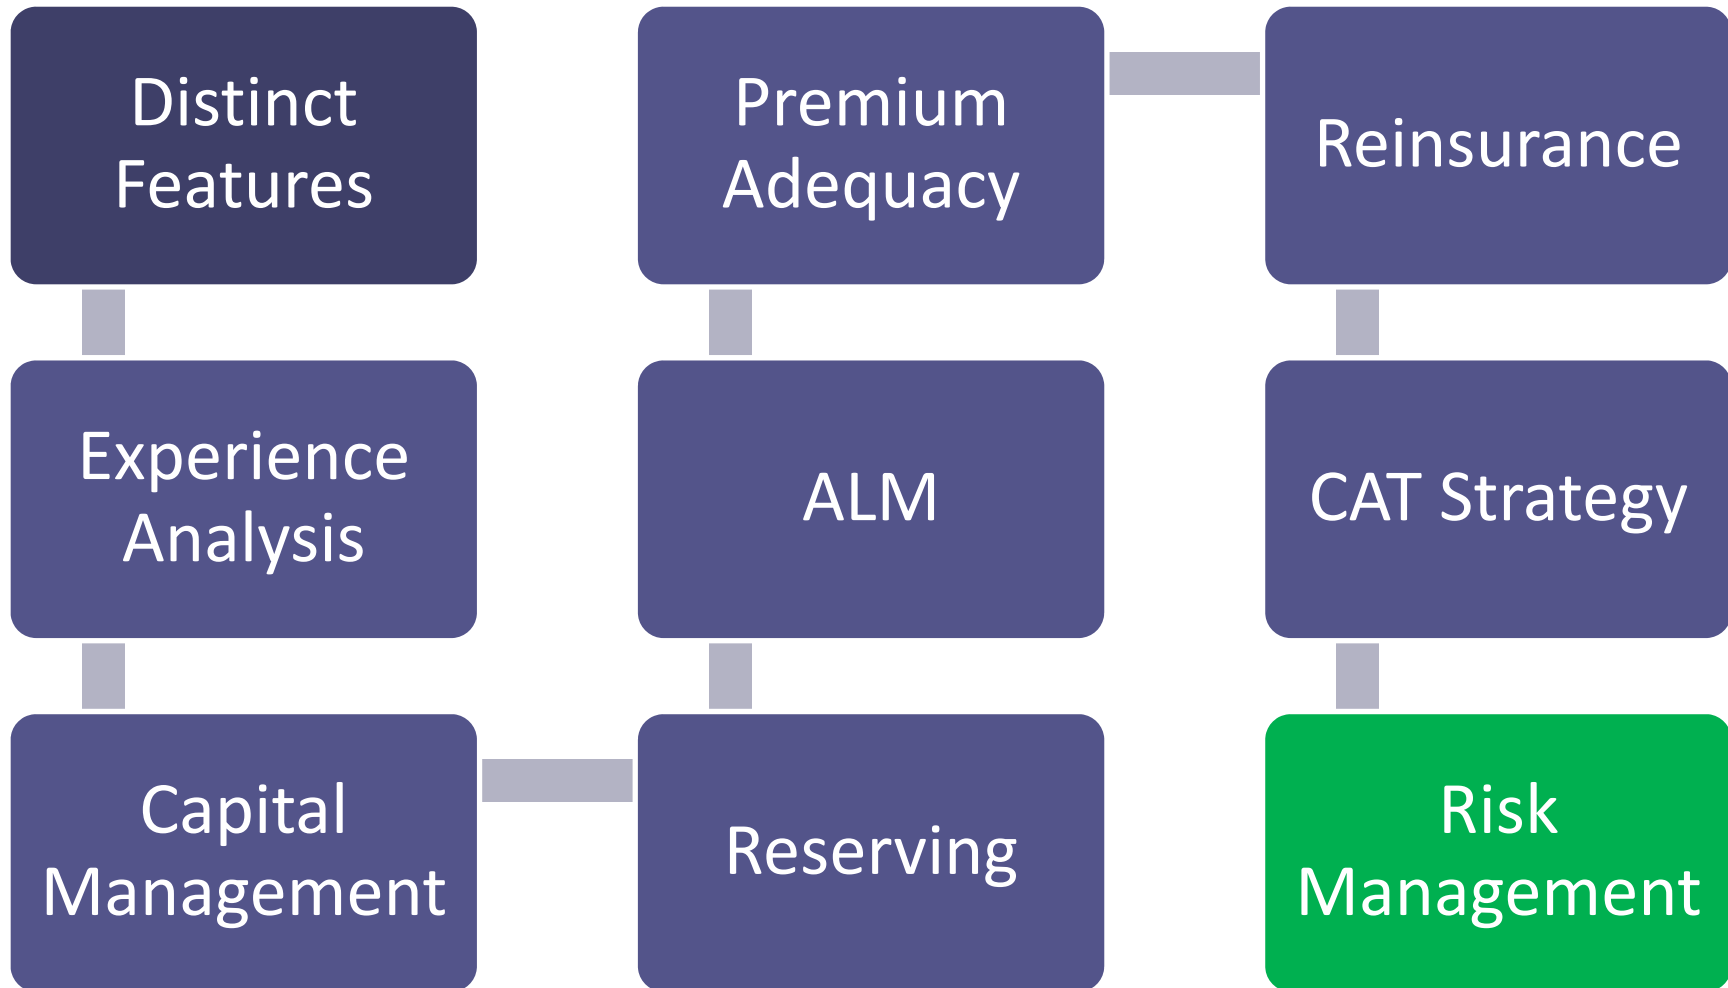 Distinct
Features
Experience
Analysis
Capital
Management
Reserving
ALM
Premium
Adequacy
Reinsurance
CAT Strategy
Risk
Management